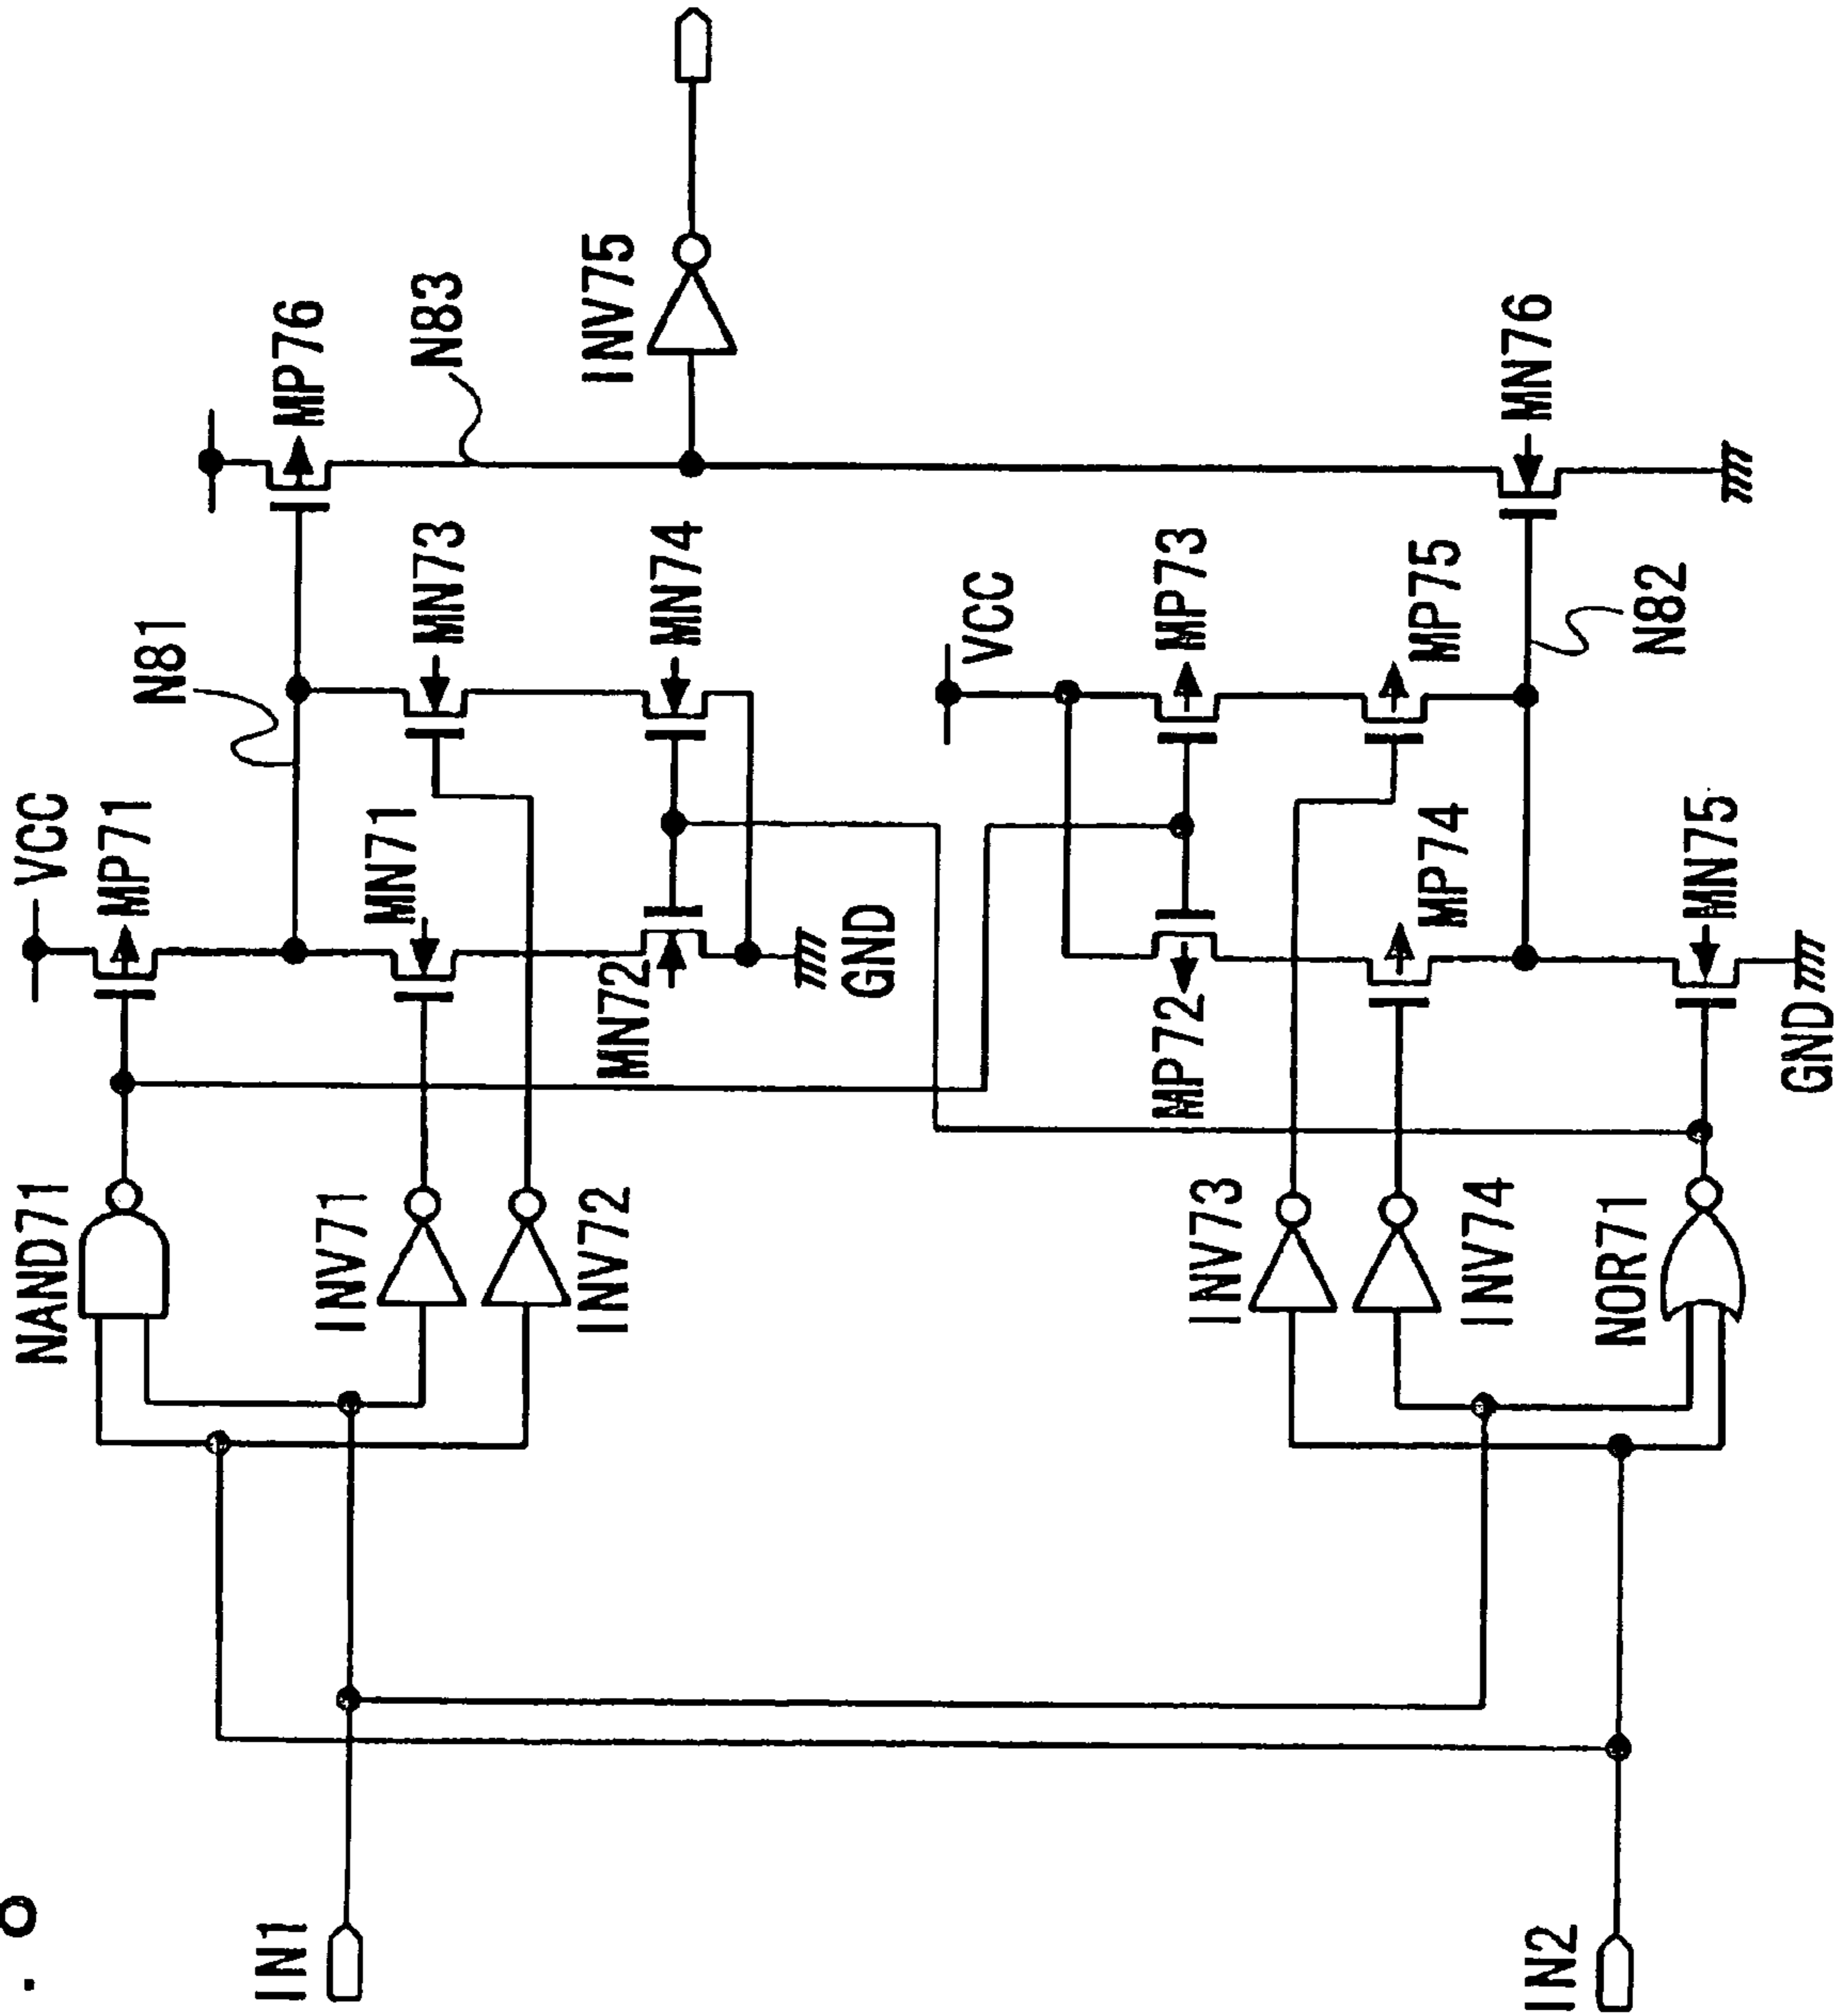 . 8
IN1
IN2
NAND71
INV71
INV72
INV73
INV74
NOR71
VCC
MP71
MN71
MN72
GND
MP72
MP74
MN75
GND
N81
MN73
MN74
VCC
MP73
MP75
N82
MP76
N83
INV75
MN76